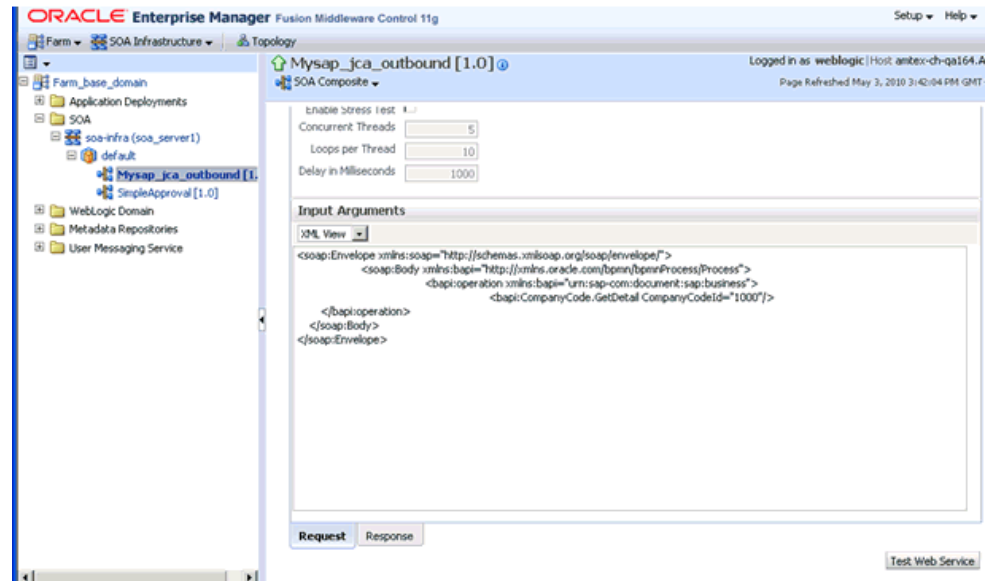 ORACLE Enterprise Manager Fusion Middleware Control 11g
Setup Help
Farm SOA Infrastructure Topology
Mysap_jca_outbound [1.0]
Logged in as weblogic|Host amtex-ch-qa164.A
SOA Composite
Page Refreshed May 3, 2010 3:42:04 PM GMT
Farm_base_domain
Application Deployments
SOA
soa-infra (soa_server1)
default
Mysap_jca_outbound [1.
SimpleApproval [1.0]
WebLogic Domain
Metadata Repositories
User Messaging Service
Enable Stress Test
Concurrent Threads 5
Loops per Thread 10
Delay in Milliseconds 1000
Input Arguments
XML View
<soap:Envelope xmlns:soap="http://schemas.xmlsoap.org/soap/envelope/">
<soap:Body xmlns:bapi="http://xmlns.oracle.com/bpmn/bpmnProcess/Process">
<bapi:operation xmlns:bapi="urn:sap-com:document:sap:business">
<bapi:CompanyCode.GetDetail CompanyCodeId="1000"/>
</bapi:operation>
</soap:Body>
</soap:Envelope>
Request Response
Test Web Service